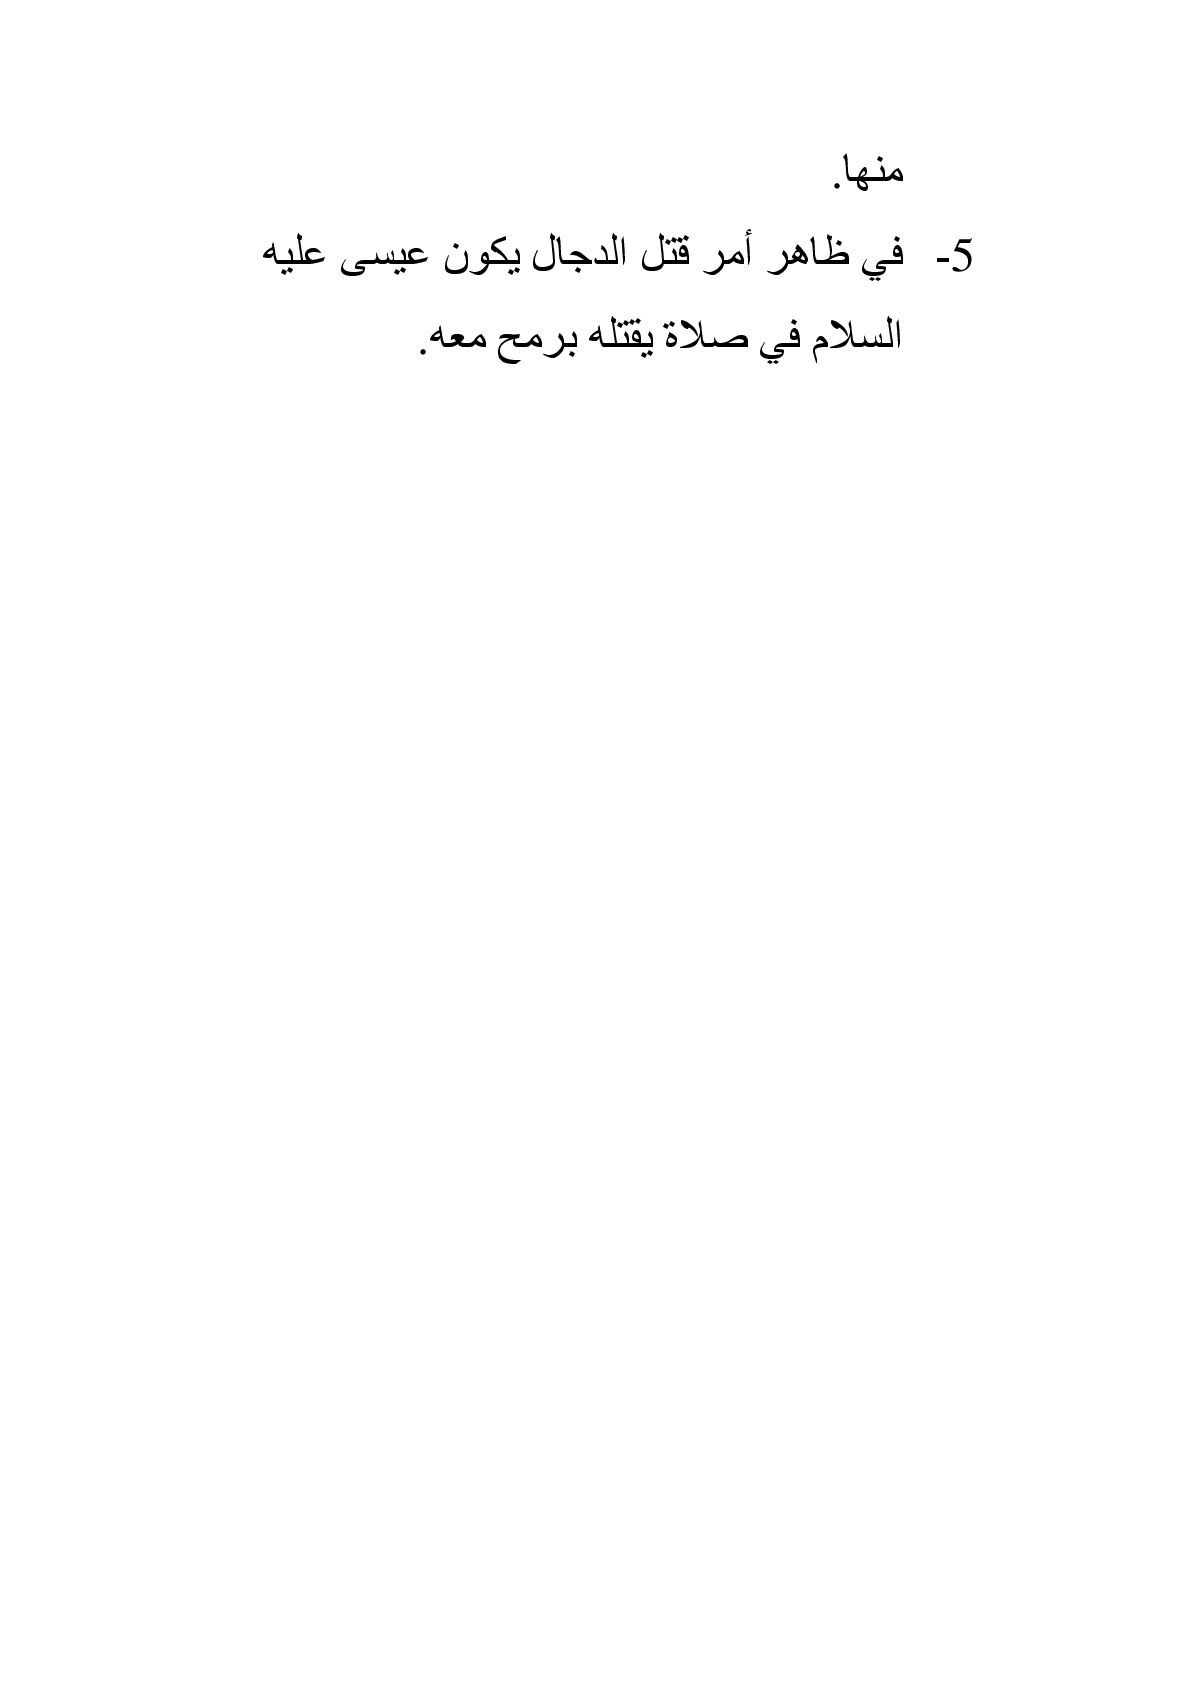 منها.
5- في ظاهر أمر قتل الدجال يكون عيسى عليه
السلام في صلاة يقتله برمح معه.